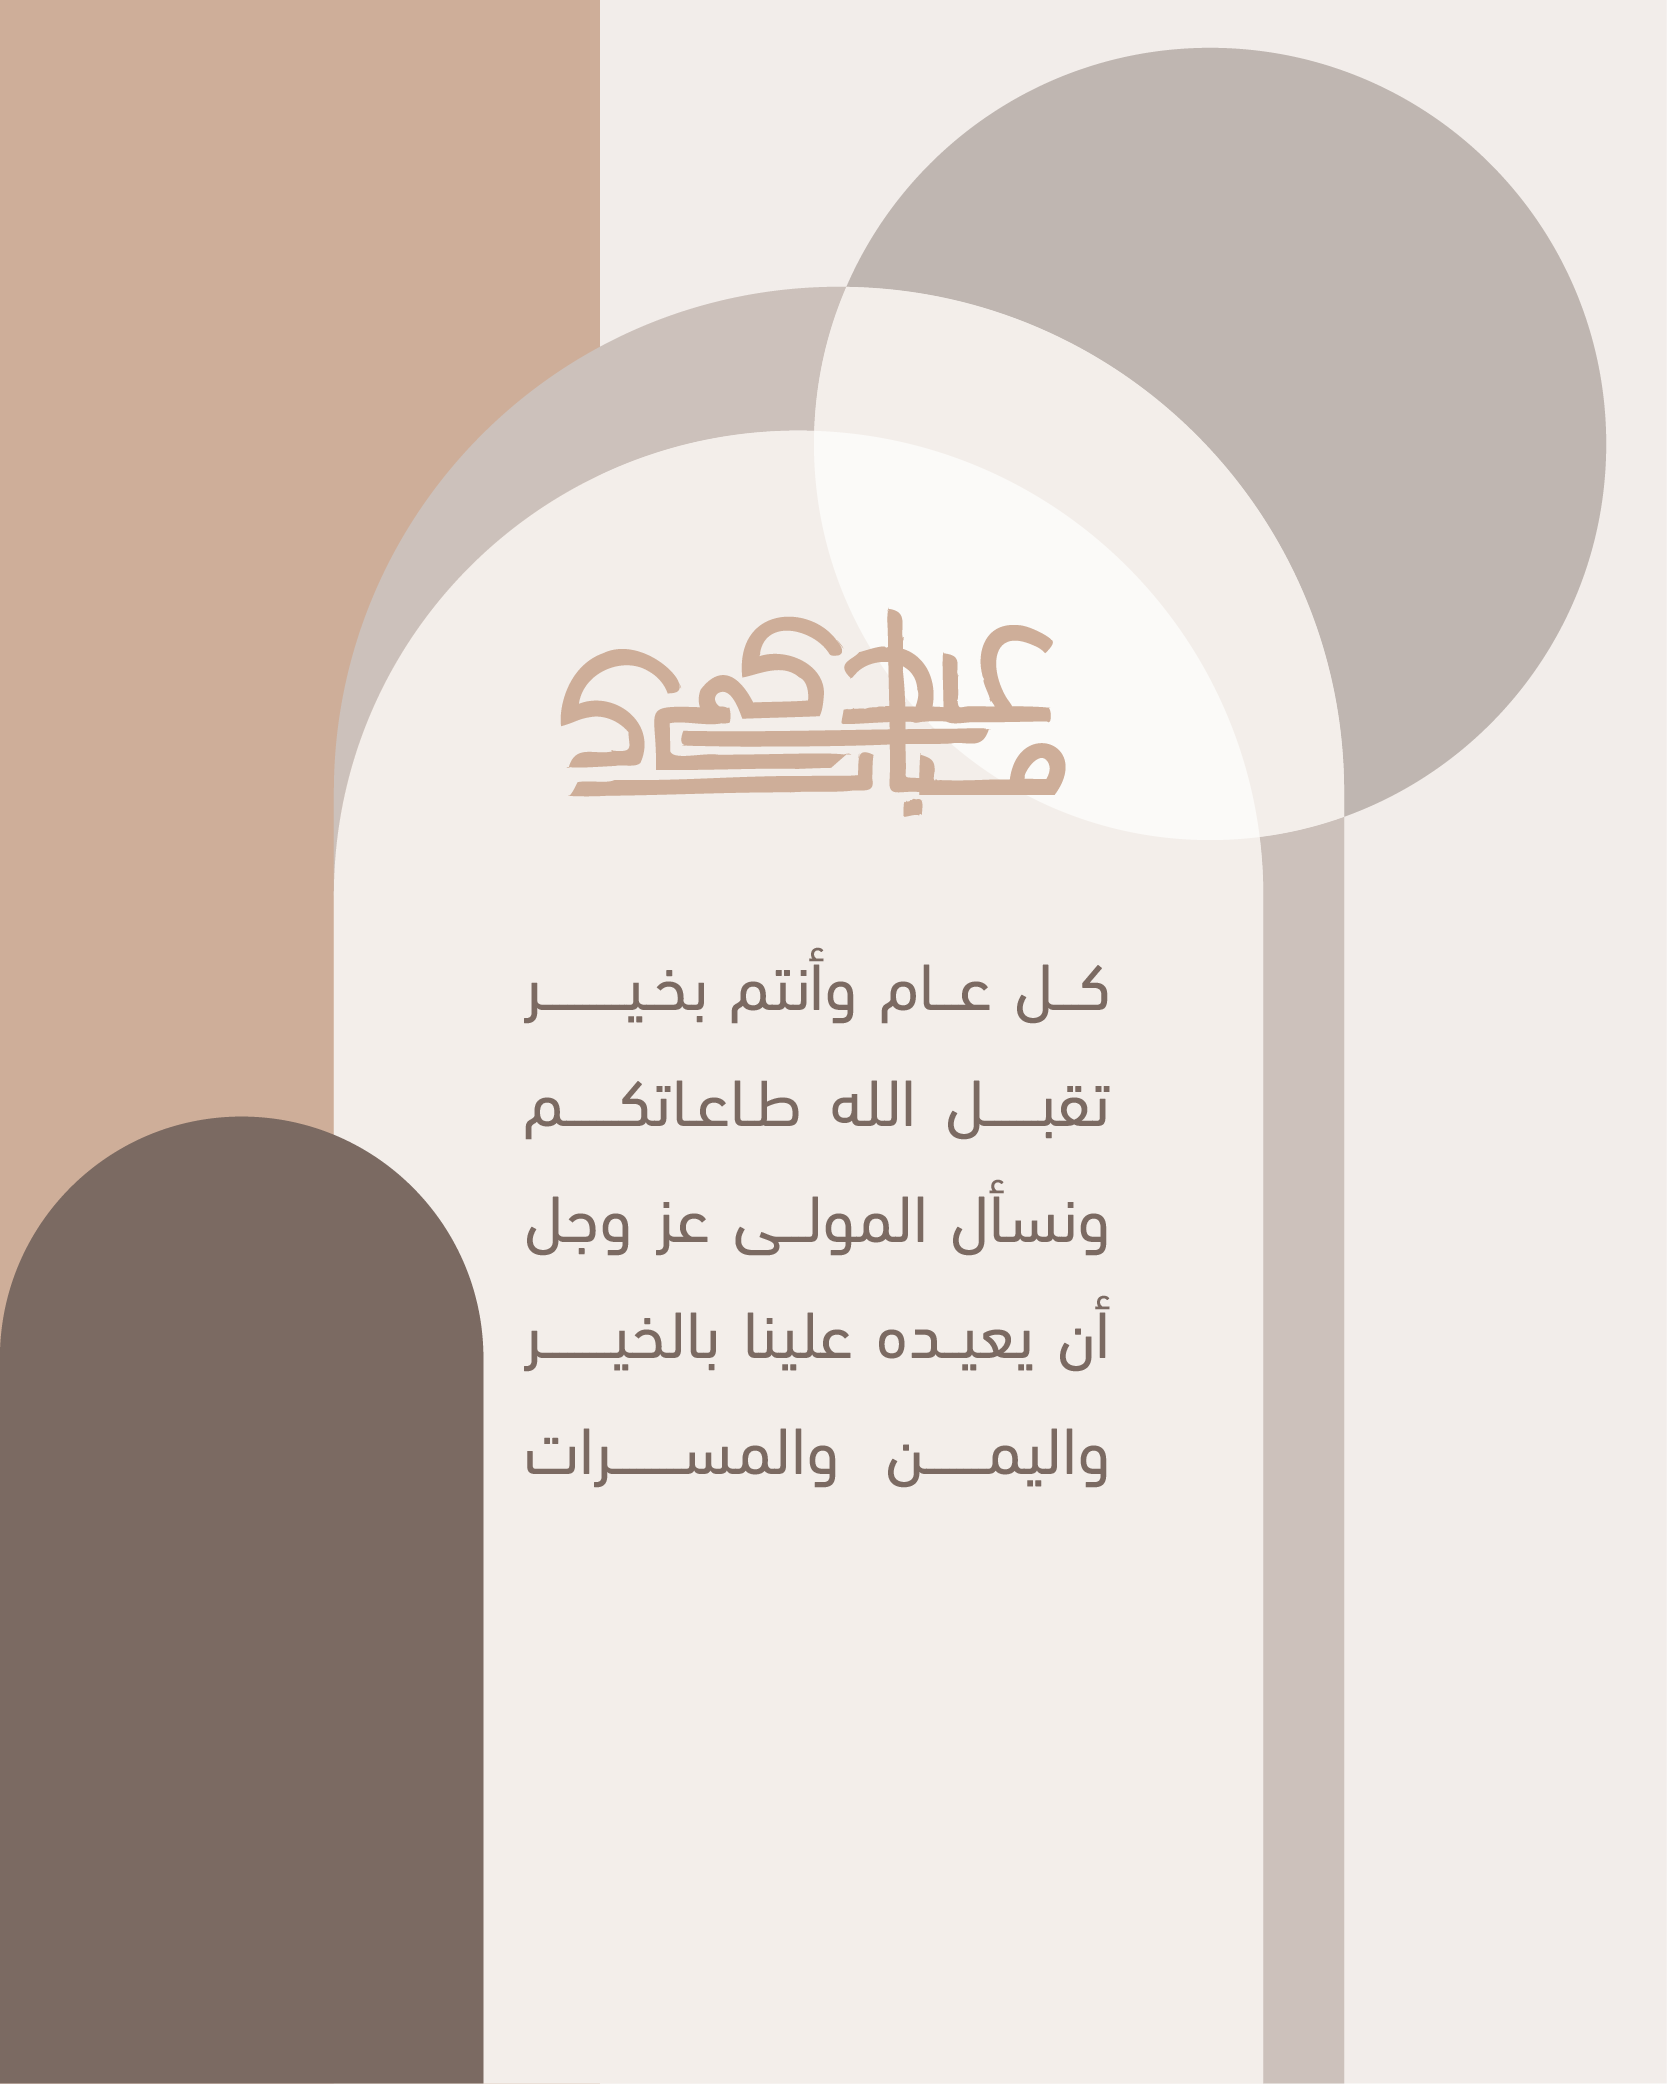 عيدكم
مبارك
كل عام وأنتم بخير
تقبل الله طاعاتكم
ونسأل المولى عز وجل
أن يعيده علينا بالخير
واليمن والمسرات